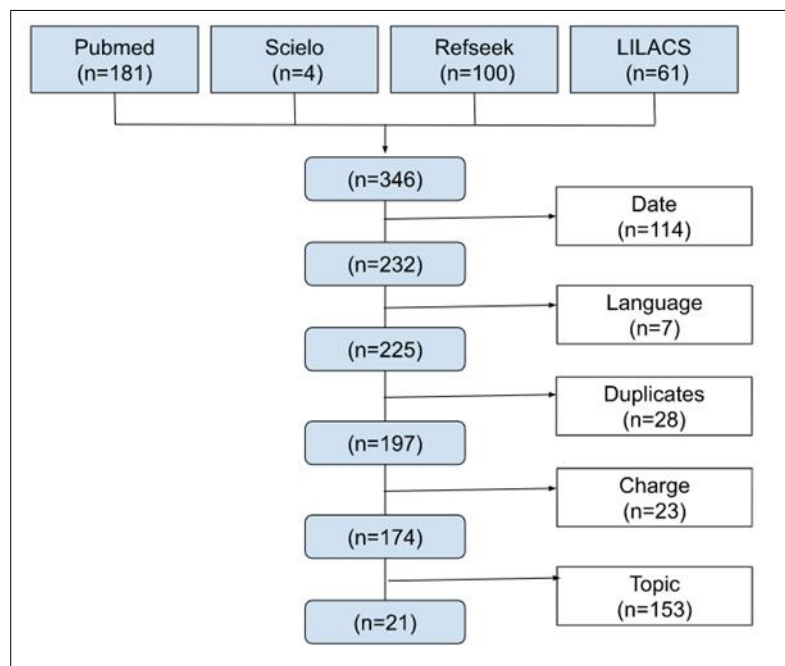 Pubmed
(n=181)
Scielo
(n=4)
Refseek
(n=100)
LILACS
(n=61)
(n=346)
Date
(n=114)
(n=232)
Language
(n=7)
(n=225)
Duplicates
(n=28)
(n=197)
Charge
(n=23)
(n=174)
Topic
(n=153)
(n=21)